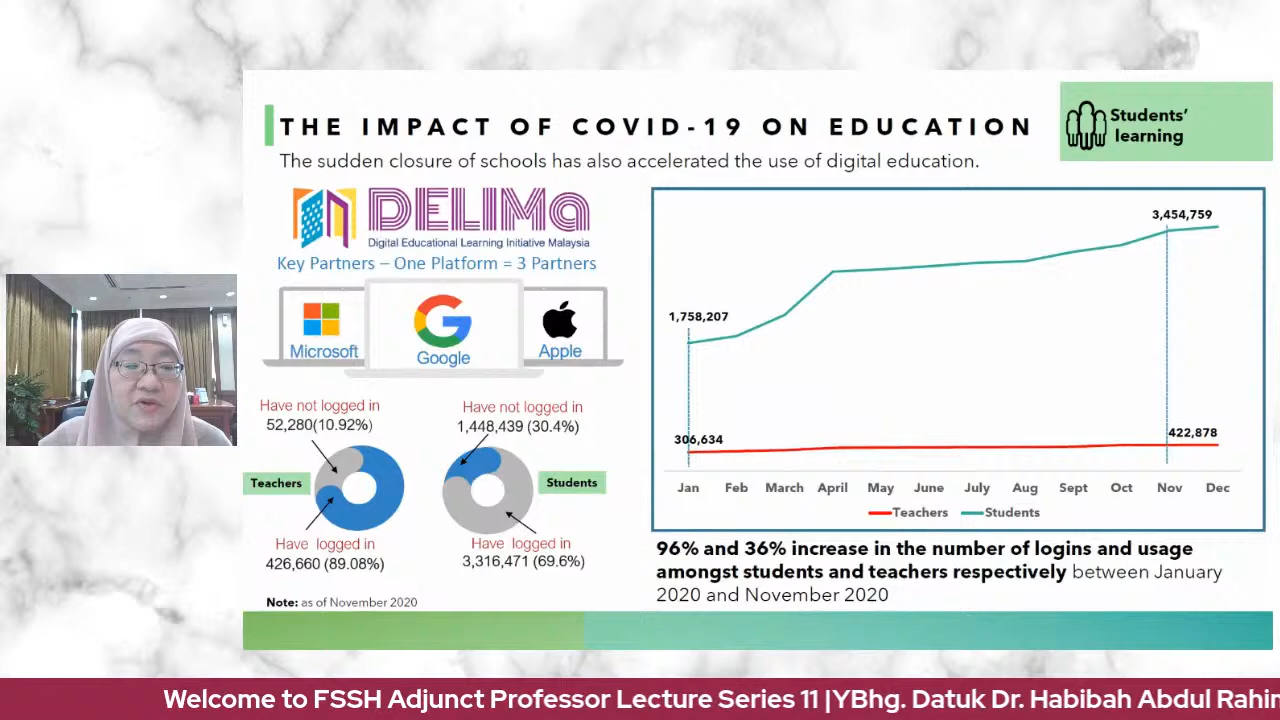 THE IMPACT OF COVID-19 ON EDUCATION
The sudden closure of schools has also accelerated the use of digital education.
Students'
learning
DELIMa
Digital Educational Learning Initiative Malaysia
Key Partners – One Platform = 3 Partners
Microsoft
Google
Apple
Have not logged in
52,280(10.92%)
Have not logged in
1,448,439 (30.4%)
Teachers
Students
Have logged in
426,660 (89.08%)
Have logged in
3,316,471 (69.6%)
Note: as of November 2020
3,454,759
1,758,207
306,634
422,878
Jan Feb March April May June July Aug Sept Oct Nov Dec
Teachers Students
96% and 36% increase in the number of logins and usage
amongst students and teachers respectively between January
2020 and November 2020
Welcome to FSSH Adjunct Professor Lecture Series 11 |YBhg. Datuk Dr. Habibah Abdul Rahim